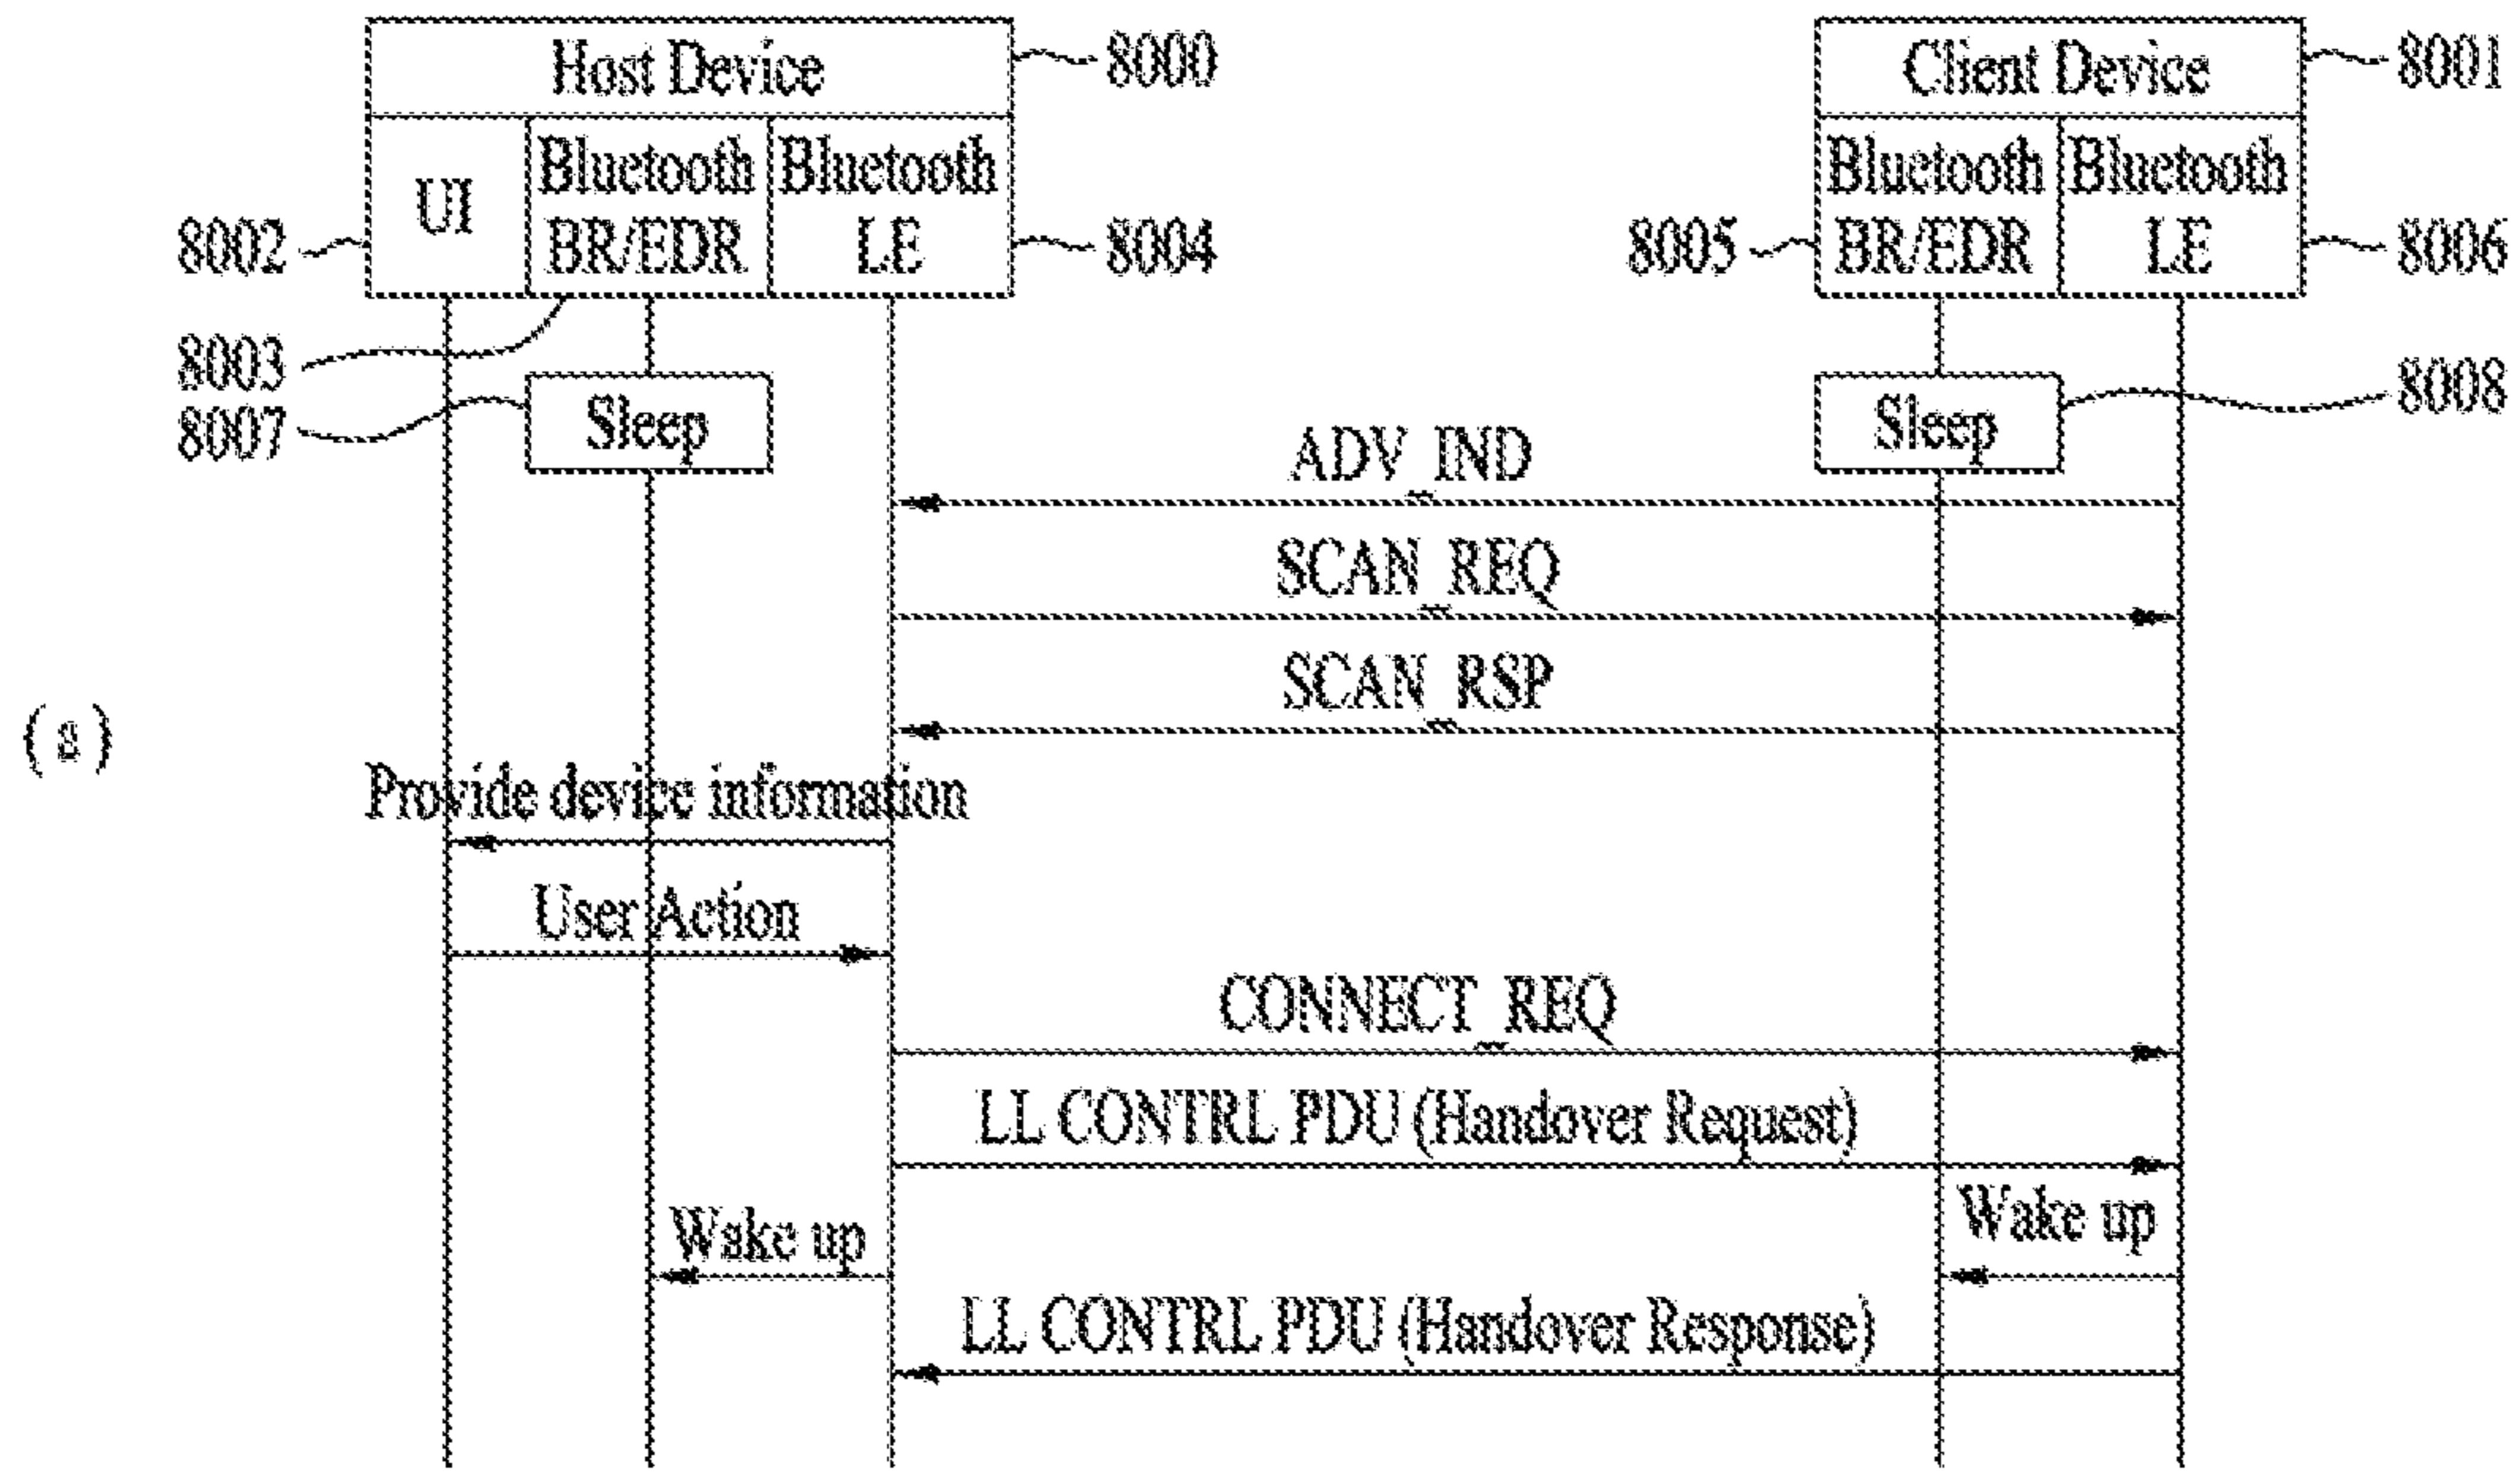 Host Device
8000
Client Device
8001
UI
Bluetooth
BR/EDR
Bluetooth
LE
Bluetooth
BR/EDR
Bluetooth
LE
8002
8004
8005
8006
8003
8007
Sleep
Sleep
8008
ADV_IND
SCAN_REQ
SCAN_RSP
(a)
Provide device information
User Action
CONNECT_REQ
LL CONTRL PDU (Handover Request)
Wake up
Wake up
LL CONTRL PDU (Handover Response)